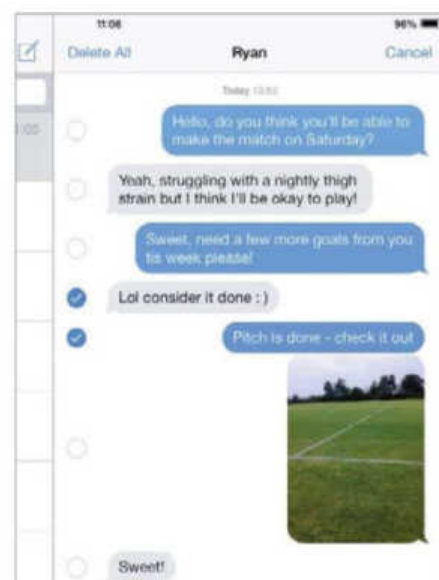 11:06
96%
Delete All
Ryan
Cancel
Today
Hello, do you think you'll be able to
make the match on Saturday?
Yeah, struggling with a nightly thigh
strain but I think I'll be okay to play!
Sweet, need a few more goals from you
tis week please!
Lol consider it done : )
Pitch is done - check it out
Sweet!